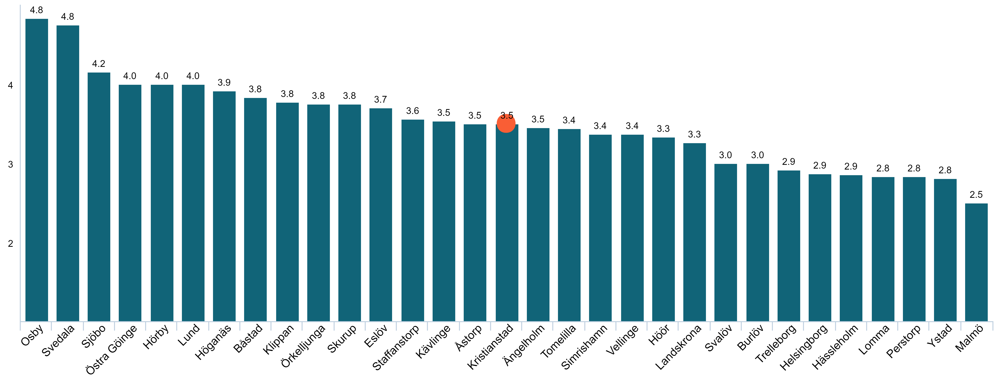 4.8
4.8
4.2
4.0
4.0
4.0
3.9
3.8
3.8
3.8
3.8
3.7
3.6
3.5
3.5
3.5
3.5
3.4
3.4
3.4
3.3
3.3
3.0
3.0
2.9
2.9
2.9
2.8
2.8
2.8
2.5
4
3
2
Osby
Svedala
Sjöbo
Östra Göinge
Hörby
Lund
Höganäs
Båstad
Klippan
Örkelljunga
Skurup
Eslöv
Staffanstorp
Kävlinge
Åstorp
Kristianstad
Ängelholm
Tomelilla
Simrishamn
Vellinge
Höör
Landskrona
Svalöv
Burlöv
Trelleborg
Helsingborg
Hässleholm
Lomma
Perstorp
Ystad
Malmö